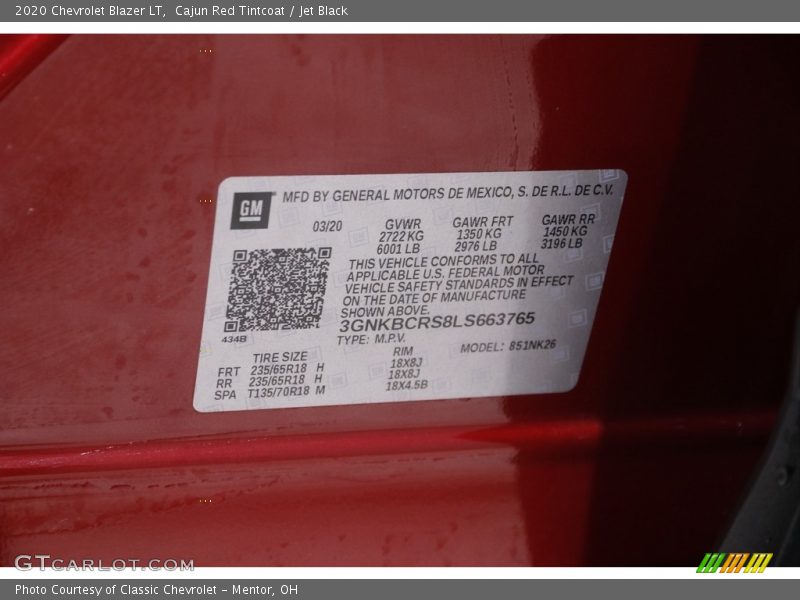 2020 Chevrolet Blazer LT,  Cajun Red Tintcoat / Jet Black
GM MFD BY GENERAL MOTORS DE MEXICO, S. DE R.L. DE C.V.
03/20 GVWR GAWR FRT GAWR RR
2722 KG 1350 KG 1450 KG
6001 LB 2976 LB 3196 LB
THIS VEHICLE CONFORMS TO ALL
APPLICABLE U.S. FEDERAL MOTOR
VEHICLE SAFETY STANDARDS IN EFFECT
ON THE DATE OF MANUFACTURE
SHOWN ABOVE.
3GNKBCRS8LS663765
434B TYPE: M.P.V. MODEL: 851NK26
TIRE SIZE RIM
FRT 235/65R18 H 18X8J
RR 235/65R18 H 18X8J
SPA T135/70R18 M 18X4.5B
GTCARLOT.COM
Photo Courtesy of Classic Chevrolet - Mentor, OH